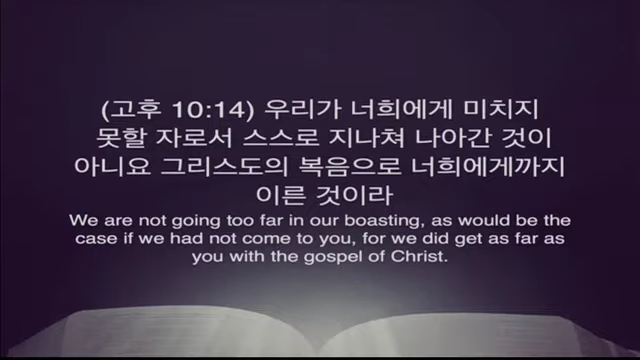 (고후 10:14) 우리가 너희에게 미치지
못할 자로서 스스로 지나쳐 나아간 것이
아니요 그리스도의 복음으로 너희에게까지
이른 것이라
We are not going too far in our boasting, as would be the
case if we had not come to you, for we did get as far as
you with the gospel of Christ.